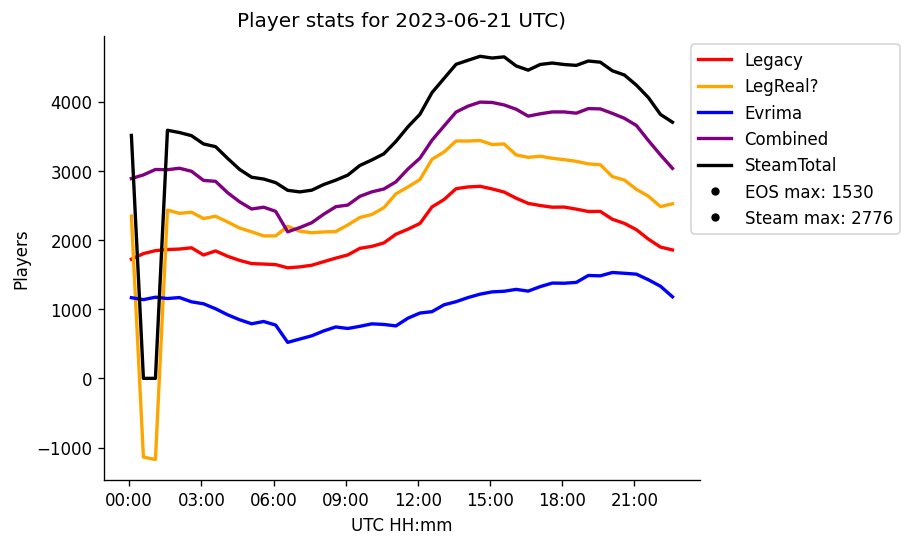 Player stats for 2023-06-21 UTC)
Legacy
LegReal?
Evrima
Combined
SteamTotal
EOS max: 1530
Steam max: 2776
Players
4000
3000
2000
1000
0
−1000
00:00 03:00 06:00 09:00 12:00 15:00 18:00 21:00
UTC HH:mm